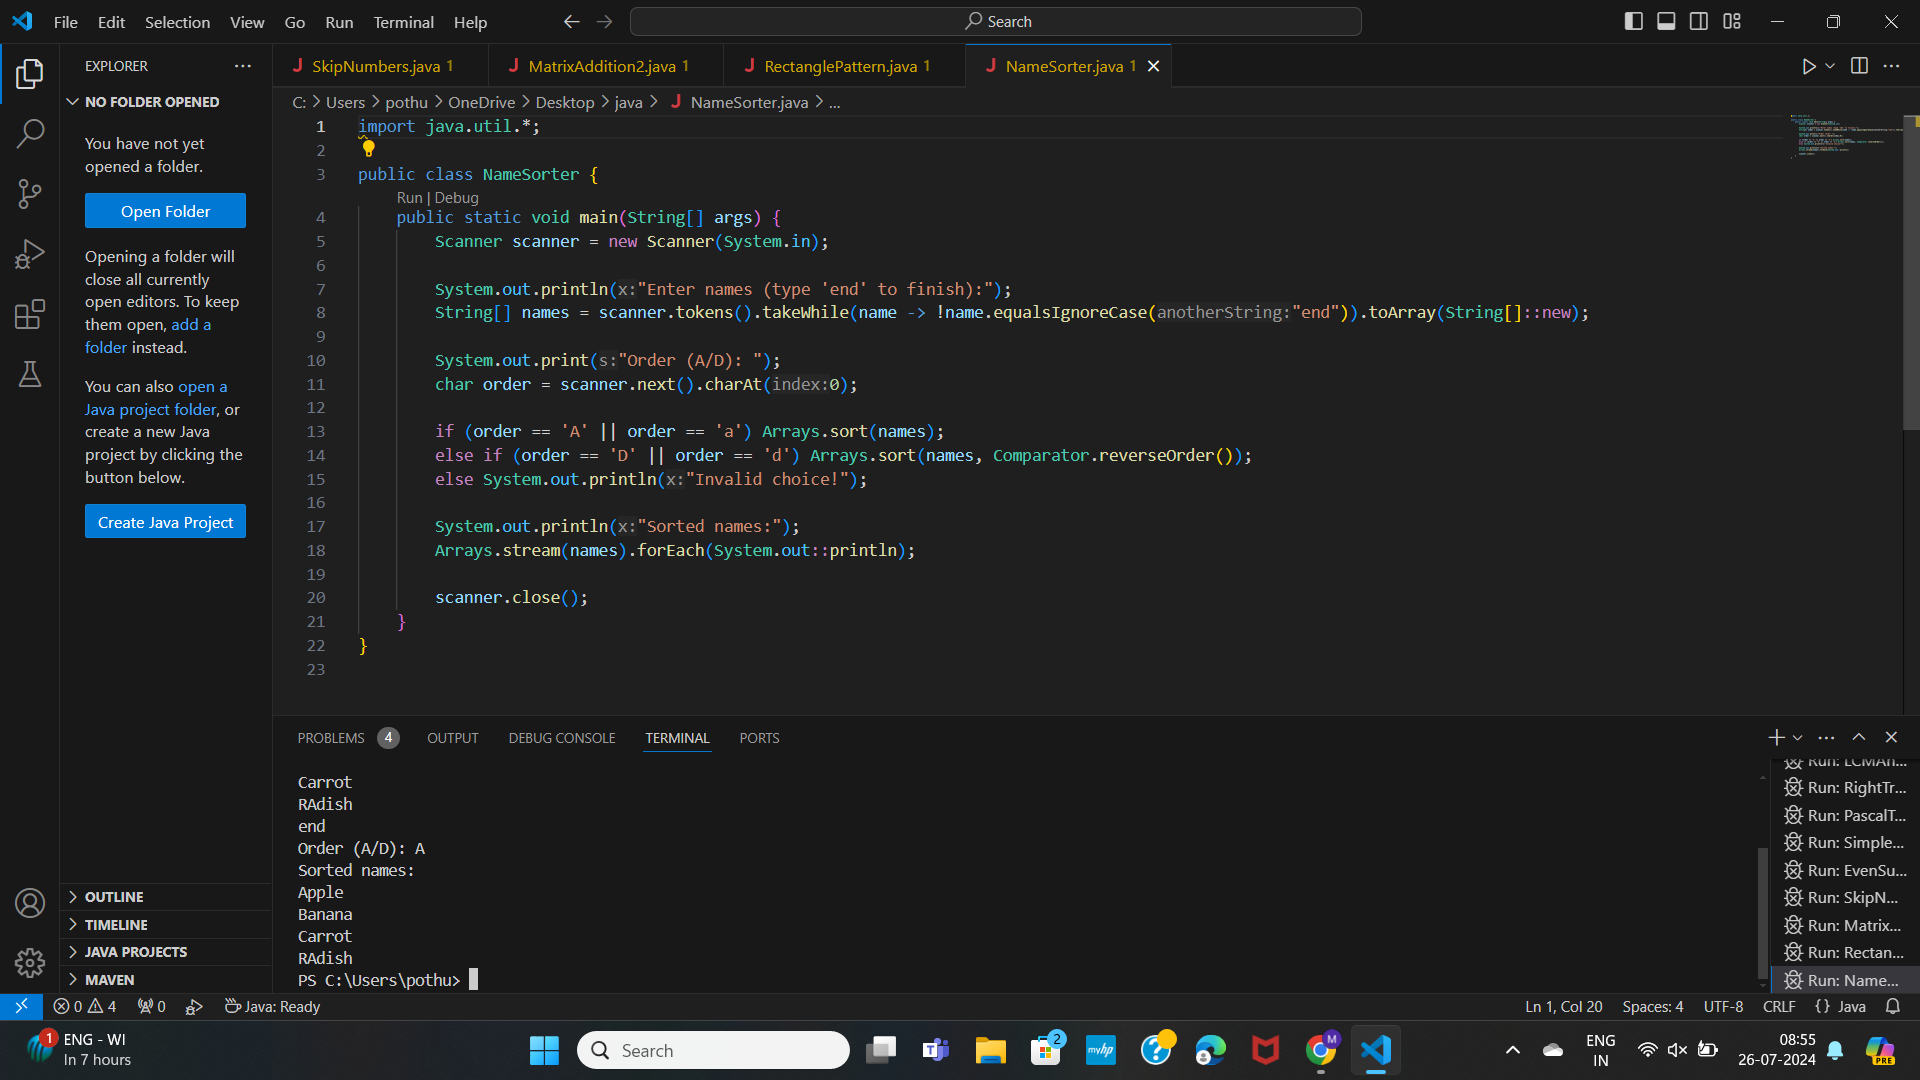 File Edit Selection View Go Run Terminal Help
Search
EXPLORER
NO FOLDER OPENED
You have not yet
opened a folder.
Open Folder
Opening a folder will
close all currently
open editors. To keep
them open, add a
folder instead.
You can also open a
Java project folder, or
create a new Java
project by clicking the
button below.
Create Java Project
OUTLINE
TIMELINE
JAVA PROJECTS
MAVEN
SkipNumbers.java 1
MatrixAddition2.java 1
RectanglePattern.java 1
NameSorter.java 1
C: > Users > pothu > OneDrive > Desktop > java > J NameSorter.java > ...
1 import java.util.*;
2
3 public class NameSorter {
Run | Debug
4 public static void main(String[] args) {
5 Scanner scanner = new Scanner(System.in);
6
7 System.out.println(x:"Enter names (type 'end' to finish):");
8 String[] names = scanner.tokens().takeWhile(name -> !name.equalsIgnoreCase(anotherString:"end")).toArray(String[]::new);
9
10 System.out.print(s:"Order (A/D): ");
11 char order = scanner.next().charAt(index:0);
12
13 if (order == 'A' || order == 'a') Arrays.sort(names);
14 else if (order == 'D' || order == 'd') Arrays.sort(names, Comparator.reverseOrder());
15 else System.out.println(x:"Invalid choice!");
16
17 System.out.println(x:"Sorted names:");
18 Arrays.stream(names).forEach(System.out::println);
19
20 scanner.close();
21 }
22 }
23
PROBLEMS 4 OUTPUT DEBUG CONSOLE TERMINAL PORTS
Carrot
RAdish
end
Order (A/D): A
Sorted names:
Apple
Banana
Carrot
RAdish
PS C:\Users\pothu>
Run: LCMAn...
Run: RightTr...
Run: PascalT...
Run: Simple...
Run: EvenSu...
Run: SkipN...
Run: Matrix...
Run: Rectan...
Run: Name...
0 4 0 Java: Ready
Ln 1, Col 20 Spaces: 4 UTF-8 CRLF {} Java
1
ENG - WI
In 7 hours
Search
2
myhp
M
ENG
IN
08:55
26-07-2024
PRE